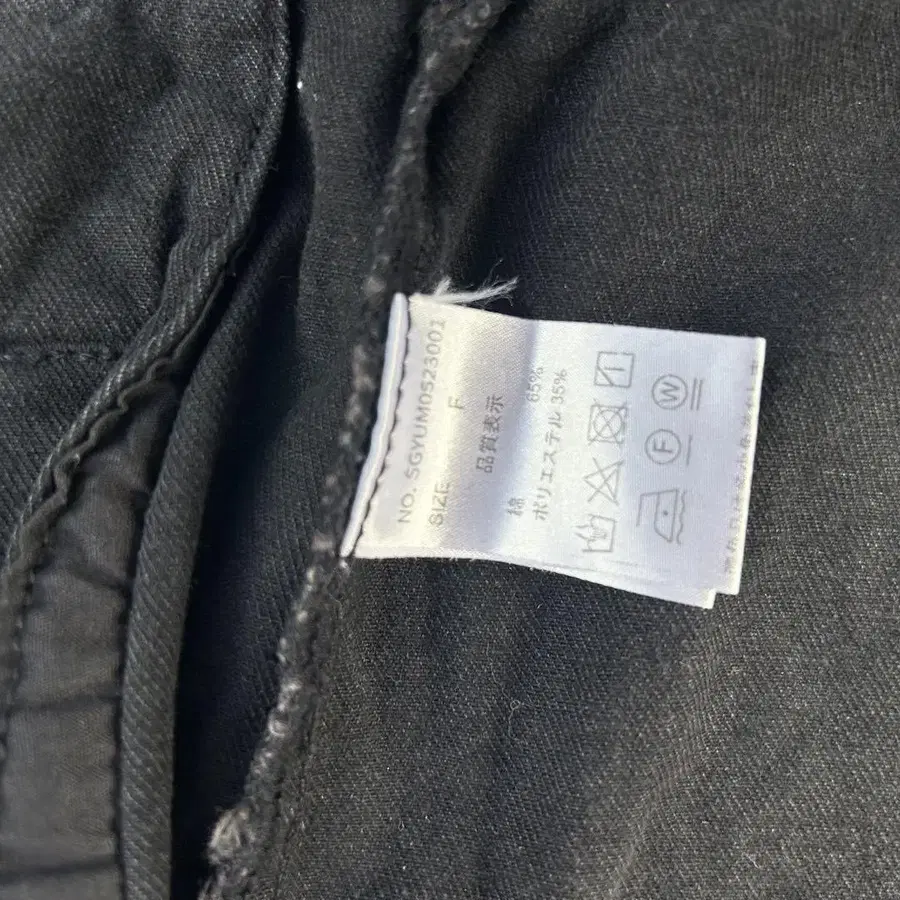 NO. SGYUM0523001
SIZE F
品質表示
綿 65%
ポリエステル 35%
W
F